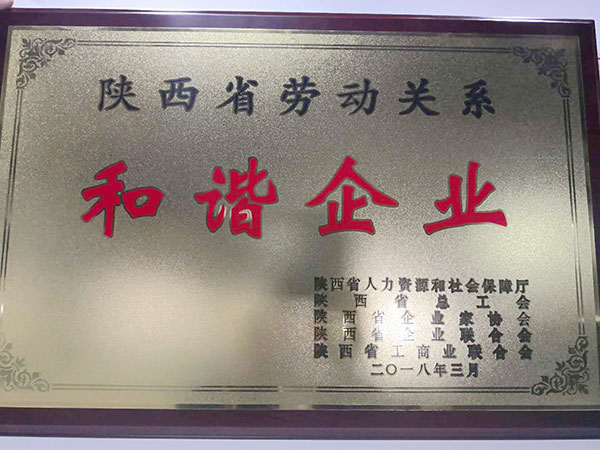 陕西省劳动关系
和谐企业
陕西省人力资源和社会保障厅
陕西省总工会
陕西省企业家协会
陕西省企业联合会
陕西省工商业联合会
二〇一八年三月